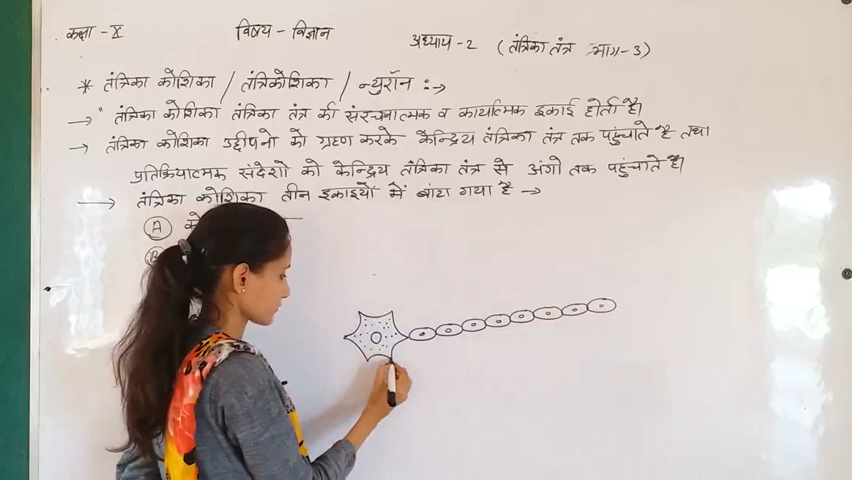 कक्षा - X विषय - विज्ञान अध्याय - 2 ( तंत्रिका तंत्र भाग - 3 )
* तंत्रिका कोशिका / तंत्रिकोशिका / न्युरॉन :-→
→ " तंत्रिका कोशिका तंत्रिका तंत्र की संरचनात्मक व कार्यात्मक इकाई होती है।
→ तंत्रिका कोशिका उद्दीपनो को ग्रहण करके केन्द्रिय तंत्रिका तंत्र तक पहुंचाते है तथा
प्रतिक्रियात्मक संदेशो को केन्द्रिय तंत्रिका तंत्र से अंगो तक पहुंचाते है।
→ तंत्रिका कोशिका तीन इकाइयों में बांटा गया है →
(A)